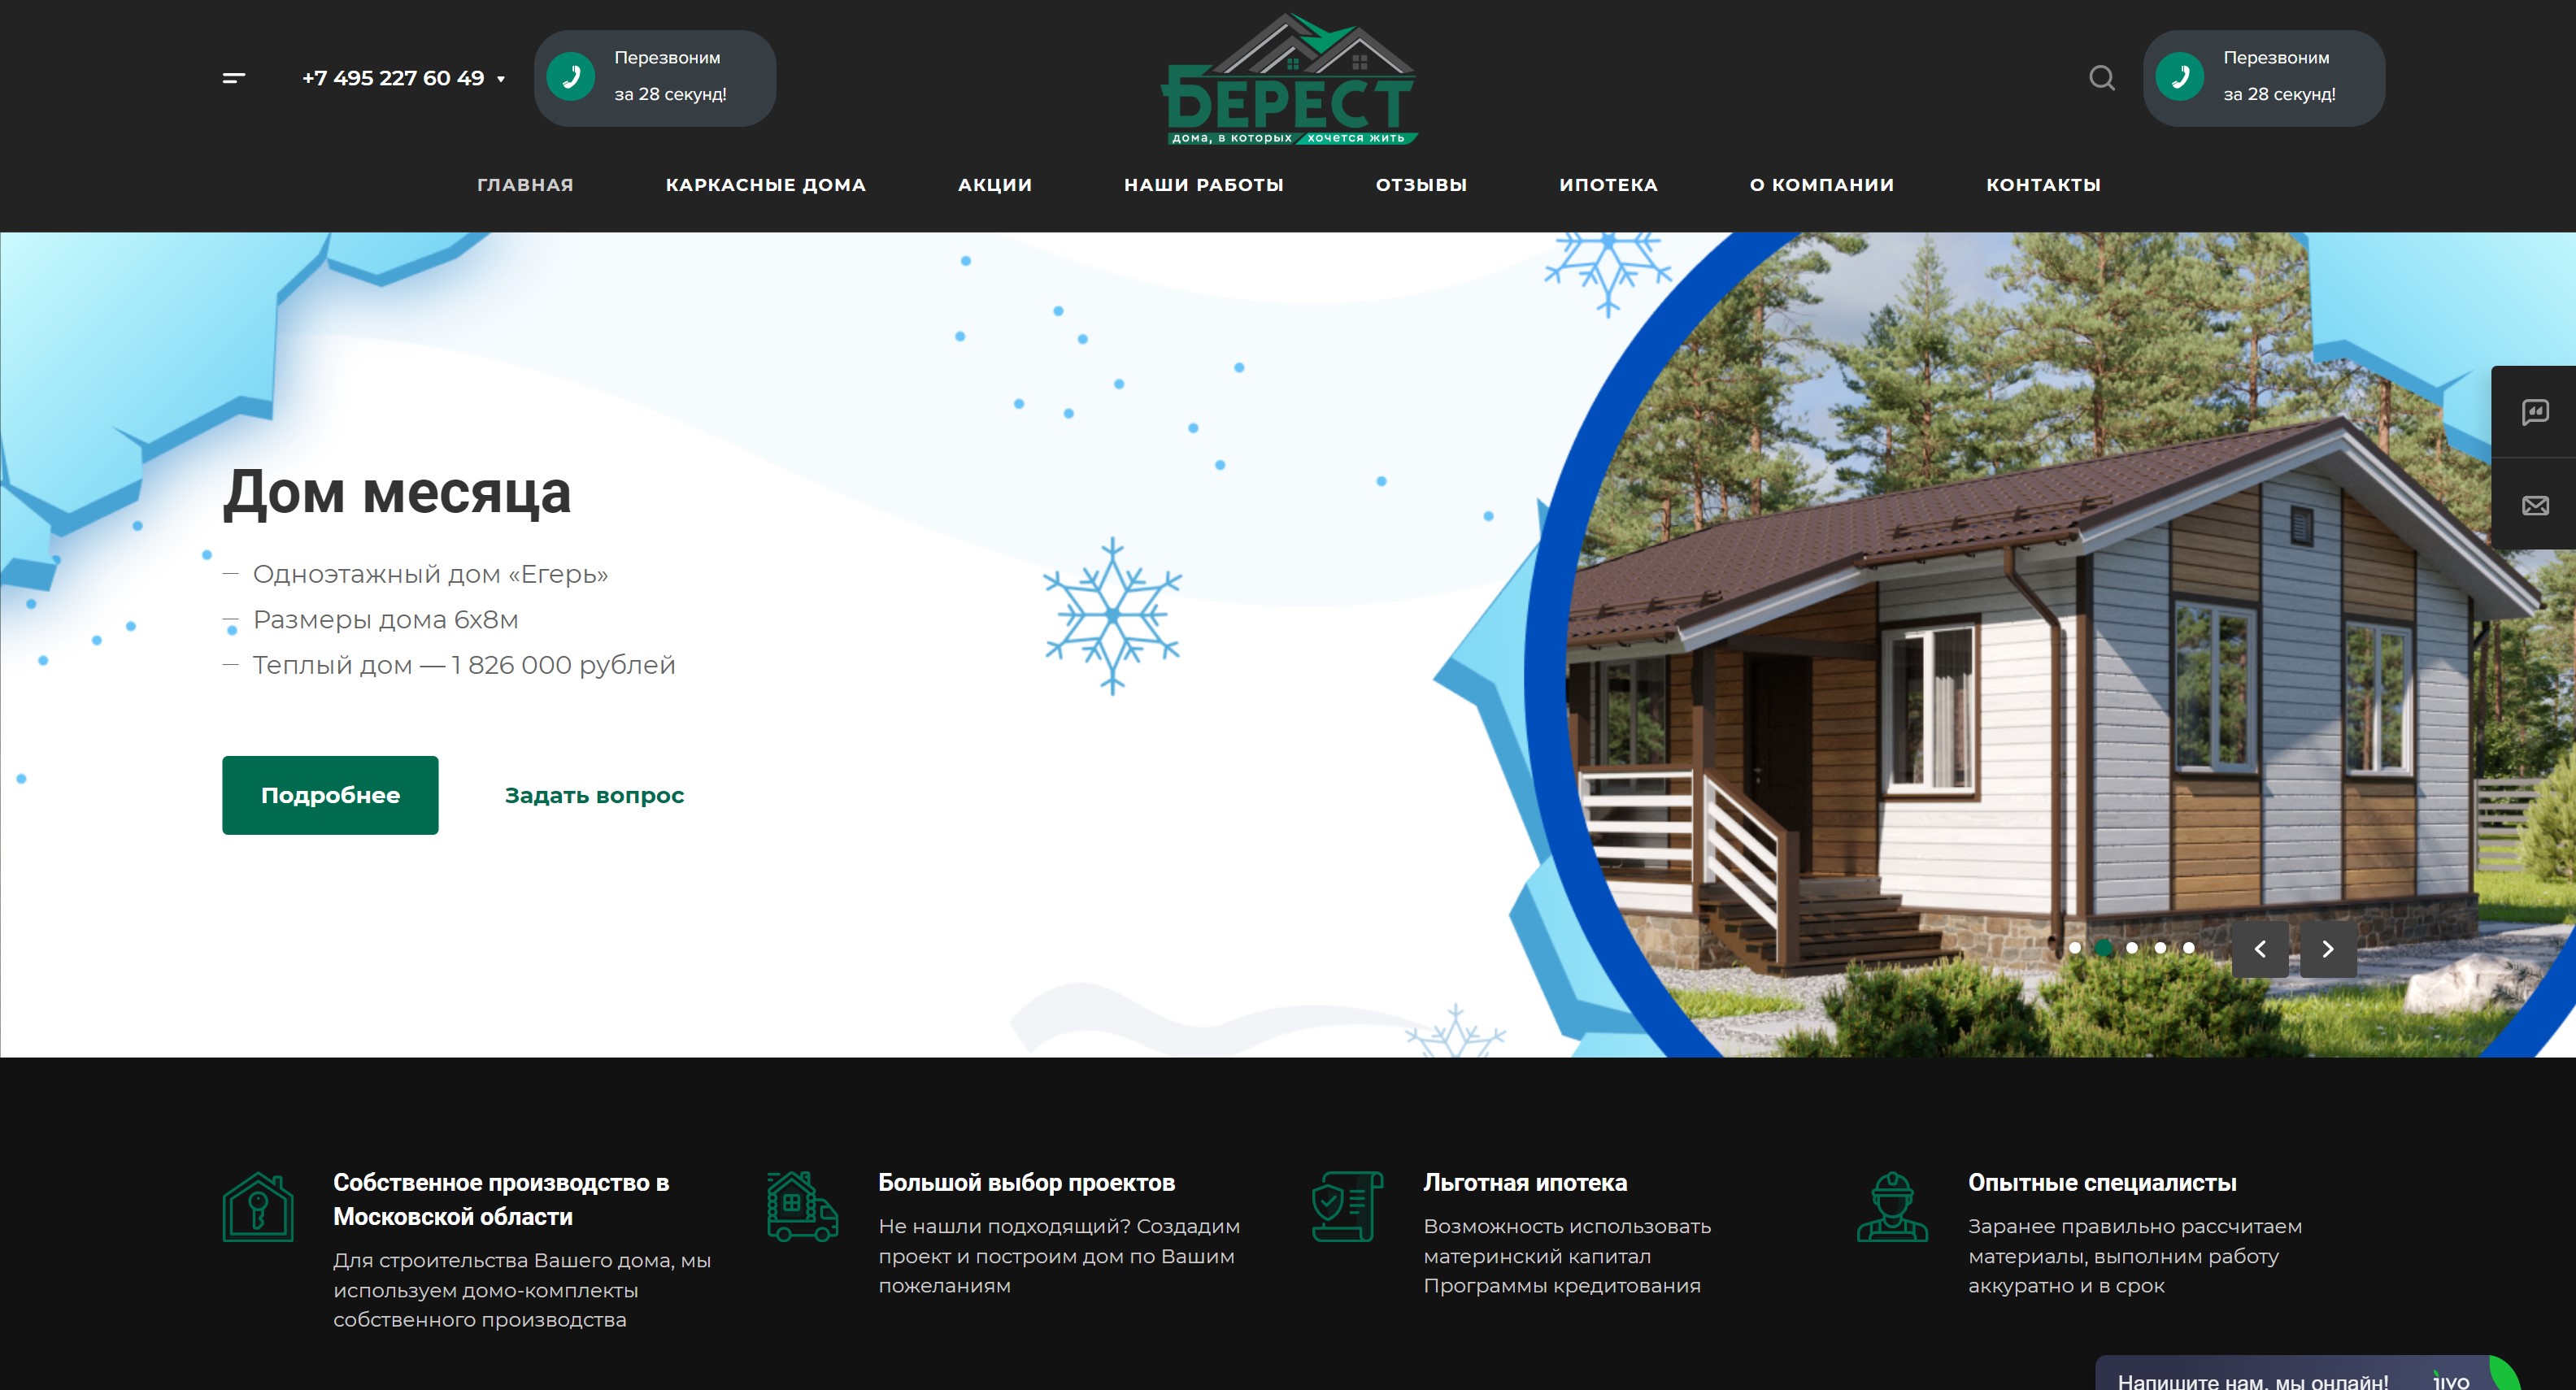 +7 495 227 60 49
Перезвоним
за 28 секунд!
БЕРЕСТ
дома, в которых хочется жить
Перезвоним
за 28 секунд!
ГЛАВНАЯ КАРКАСНЫЕ ДОМА АКЦИИ НАШИ РАБОТЫ ОТЗЫВЫ ИПОТЕКА О КОМПАНИИ КОНТАКТЫ
Дом месяца
— Одноэтажный дом «Егерь»
— Размеры дома 6х8м
— Теплый дом — 1 826 000 рублей
Подробнее Задать вопрос
Собственное производство в
Московской области
Для строительства Вашего дома, мы
используем домо-комплекты
собственного производства
Большой выбор проектов
Не нашли подходящий? Создадим
проект и построим дом по Вашим
пожеланиям
Льготная ипотека
Возможность использовать
материнский капитал
Программы кредитования
Опытные специалисты
Заранее правильно рассчитаем
материалы, выполним работу
аккуратно и в срок
Напишите нам, мы онлайн! jivo